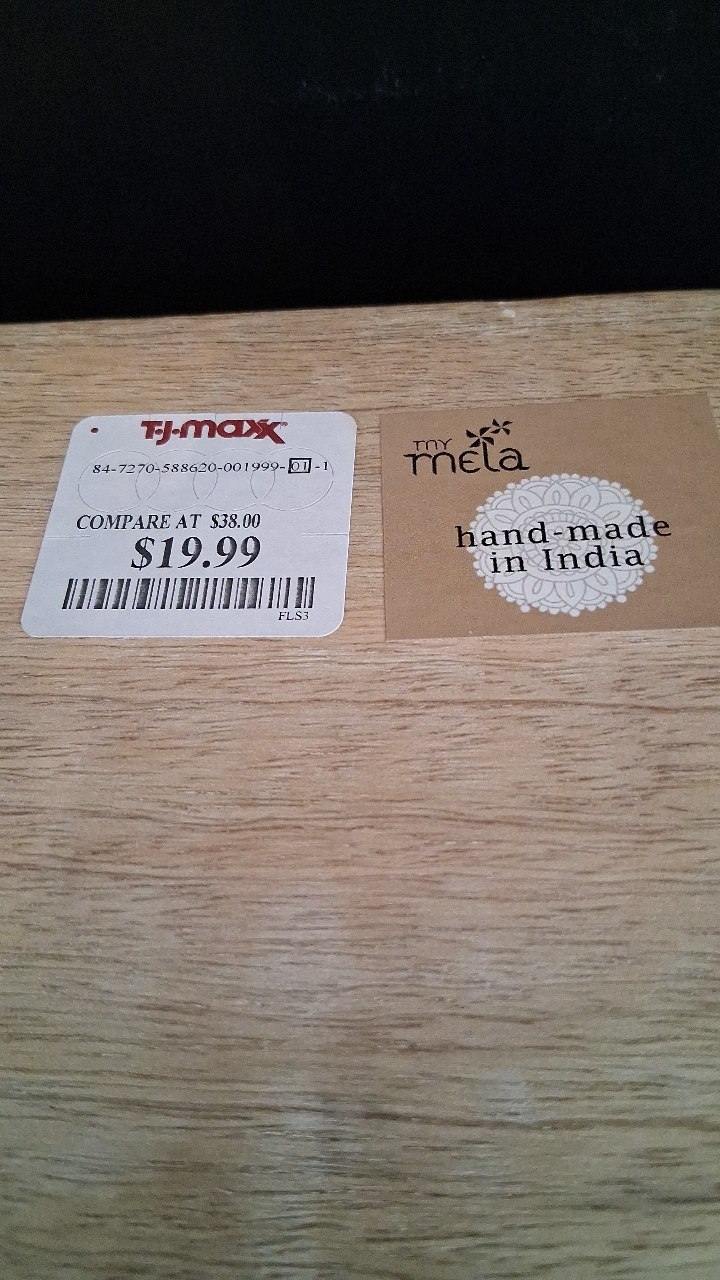 T·J·maxx®
84-7270-588620-001999-01-1
COMPARE AT $38.00
$19.99
FLS3
my
mela
hand-made
in India